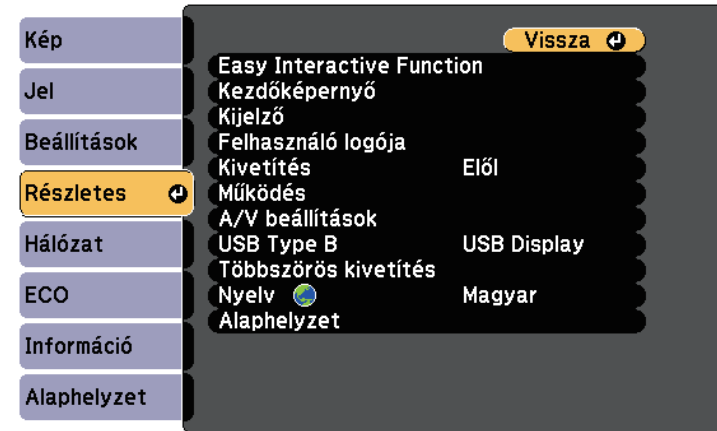 Kép
Jel
Beállítások
Részletes
Hálózat
ECO
Információ
Alaphelyzet
Vissza
Easy Interactive Function
Kezdőképernyő
Kijelző
Felhasználó logója
Kivetítés Elől
Működés
A/V beállítások
USB Type B USB Display
Többszörös kivetítés
Nyelv Magyar
Alaphelyzet